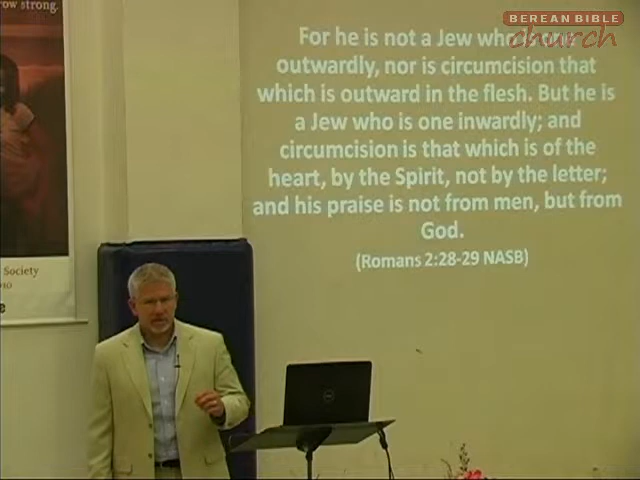 row strong.
BEREAN BIBLE
church
For he is not a Jew who is one
outwardly, nor is circumcision that
which is outward in the flesh. But he is
a Jew who is one inwardly; and
circumcision is that which is of the
heart, by the Spirit, not by the letter;
and his praise is not from men, but from
God.
(Romans 2:28-29 NASB)
Society